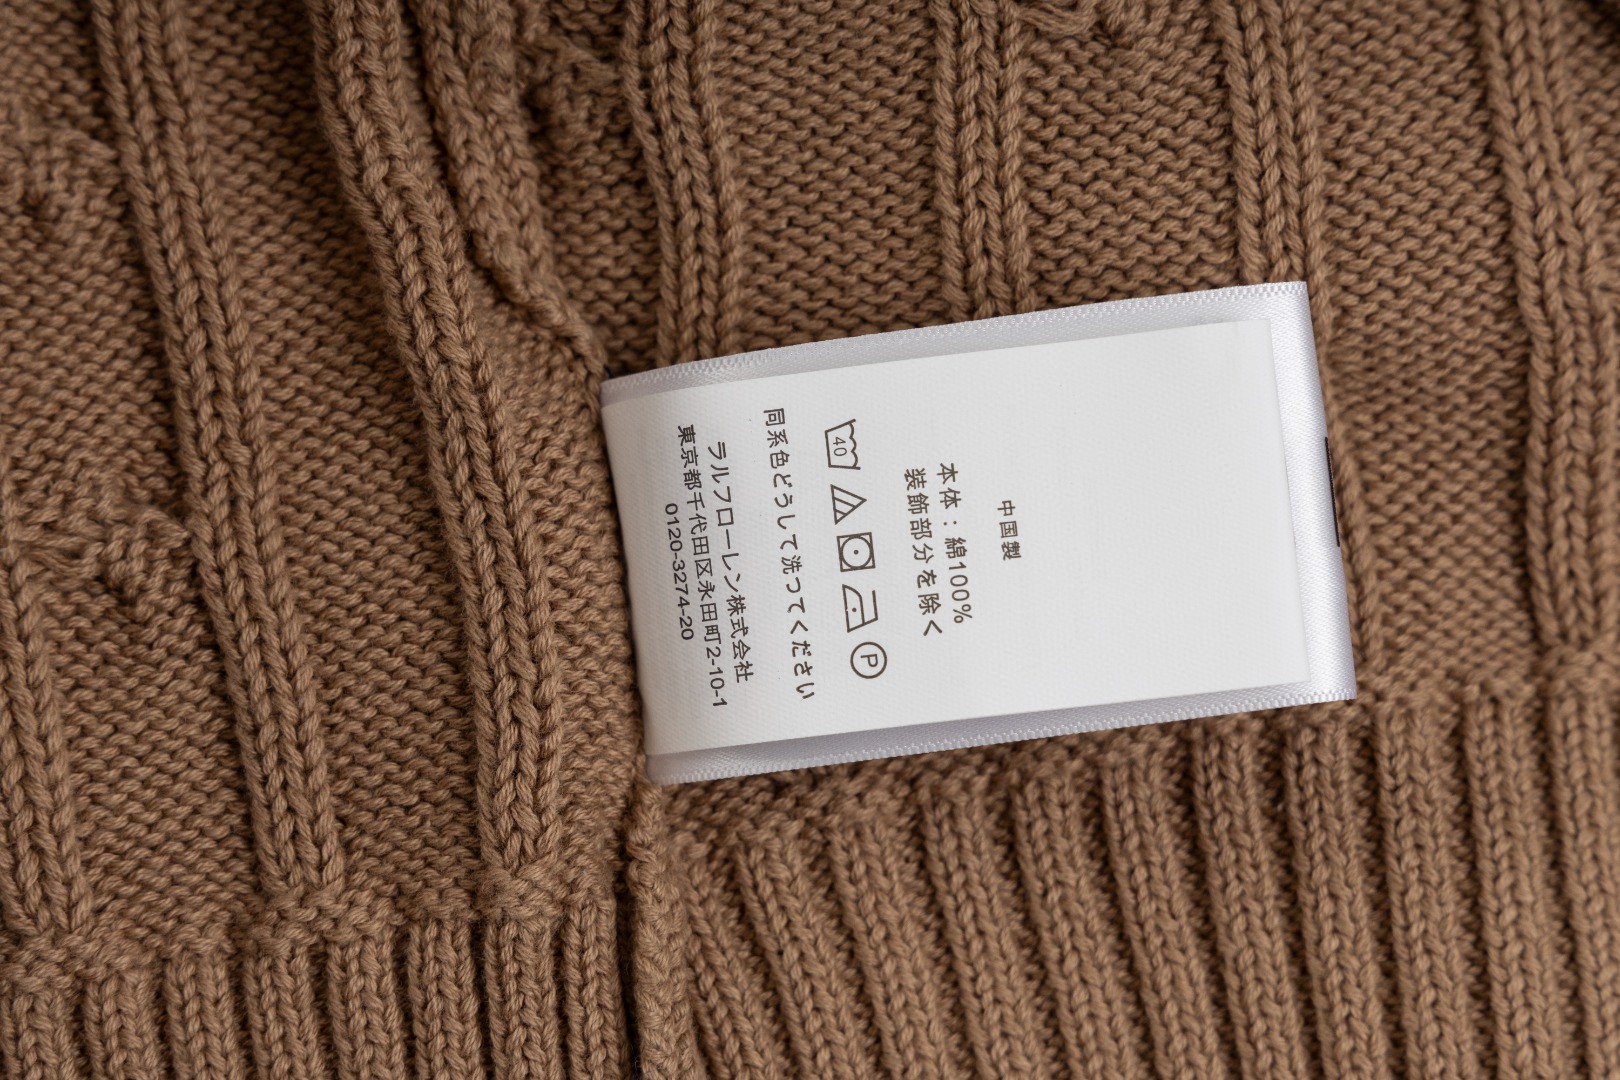 中国製
本体：綿100%
装飾部分を除く
40
P
同系色どうして洗ってください
ラルフローレン株式会社
東京都千代田区永田町2-10-1
0120-3274-20